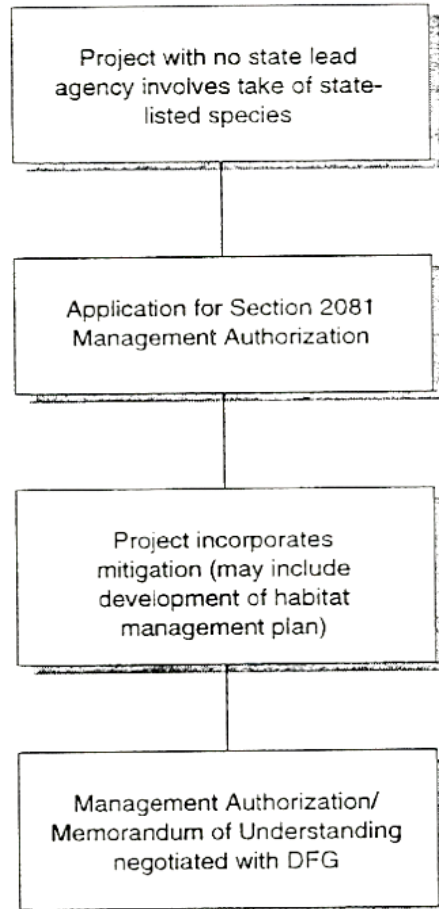 Project with no state lead
agency involves take of state-
listed species
Application for Section 2081
Management Authorization
Project incorporates
mitigation (may include
development of habitat
management plan)
Management Authorization/
Memorandum of Understanding
negotiated with DFG